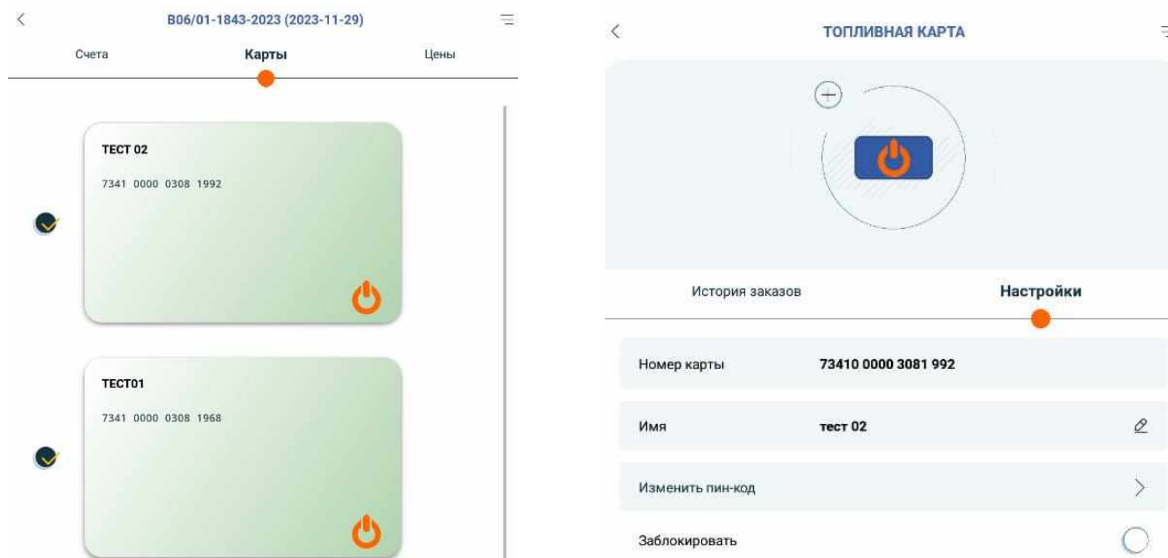 B06/01-1843-2023 (2023-11-29)
Счета Карты Цены
ТЕСТ 02
7341 0000 0308 1992
ТЕСТ01
7341 0000 0308 1968
ТОПЛИВНАЯ КАРТА
История заказов Настройки
Номер карты 73410 0000 3081 992
Имя тест 02
Изменить пин-код
Заблокировать